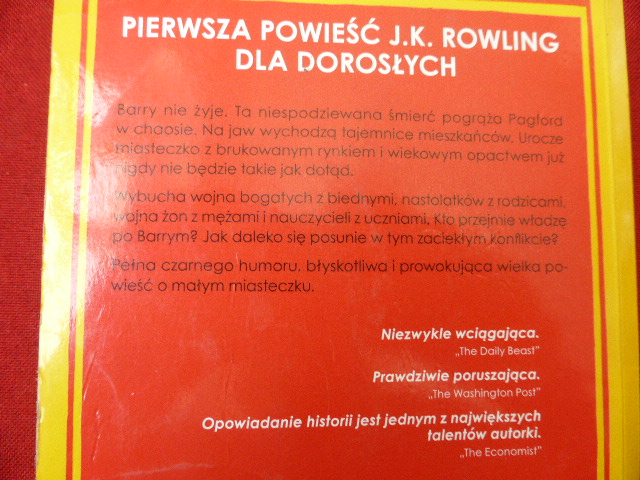 PIERWSZA POWIEŚĆ J.K. ROWLING
DLA DOROSŁYCH
Barry nie żyje. Ta niespodziewana śmierć pogrąża Pagford
w chaosie. Na jaw wychodzą tajemnice mieszkańców. Urocze
miasteczko z brukowanym rynkiem i wiekowym opactwem już
nigdy nie będzie takie jak dotąd.
Wybucha wojna bogatych z biednymi, nastolatków z rodzicami,
wojna żon z mężami i nauczycieli z uczniami. Kto przejmie władzę
po Barrym? Jak daleko się posunie w tym zaciekłym konflikcie?
Pełna czarnego humoru, błyskotliwa i prowokująca wielka po-
wieść o małym miasteczku.
Niezwykle wciągająca.
„The Daily Beast”
Prawdziwie poruszająca.
„The Washington Post”
Opowiadanie historii jest jednym z największych
talentów autorki.
„The Economist”